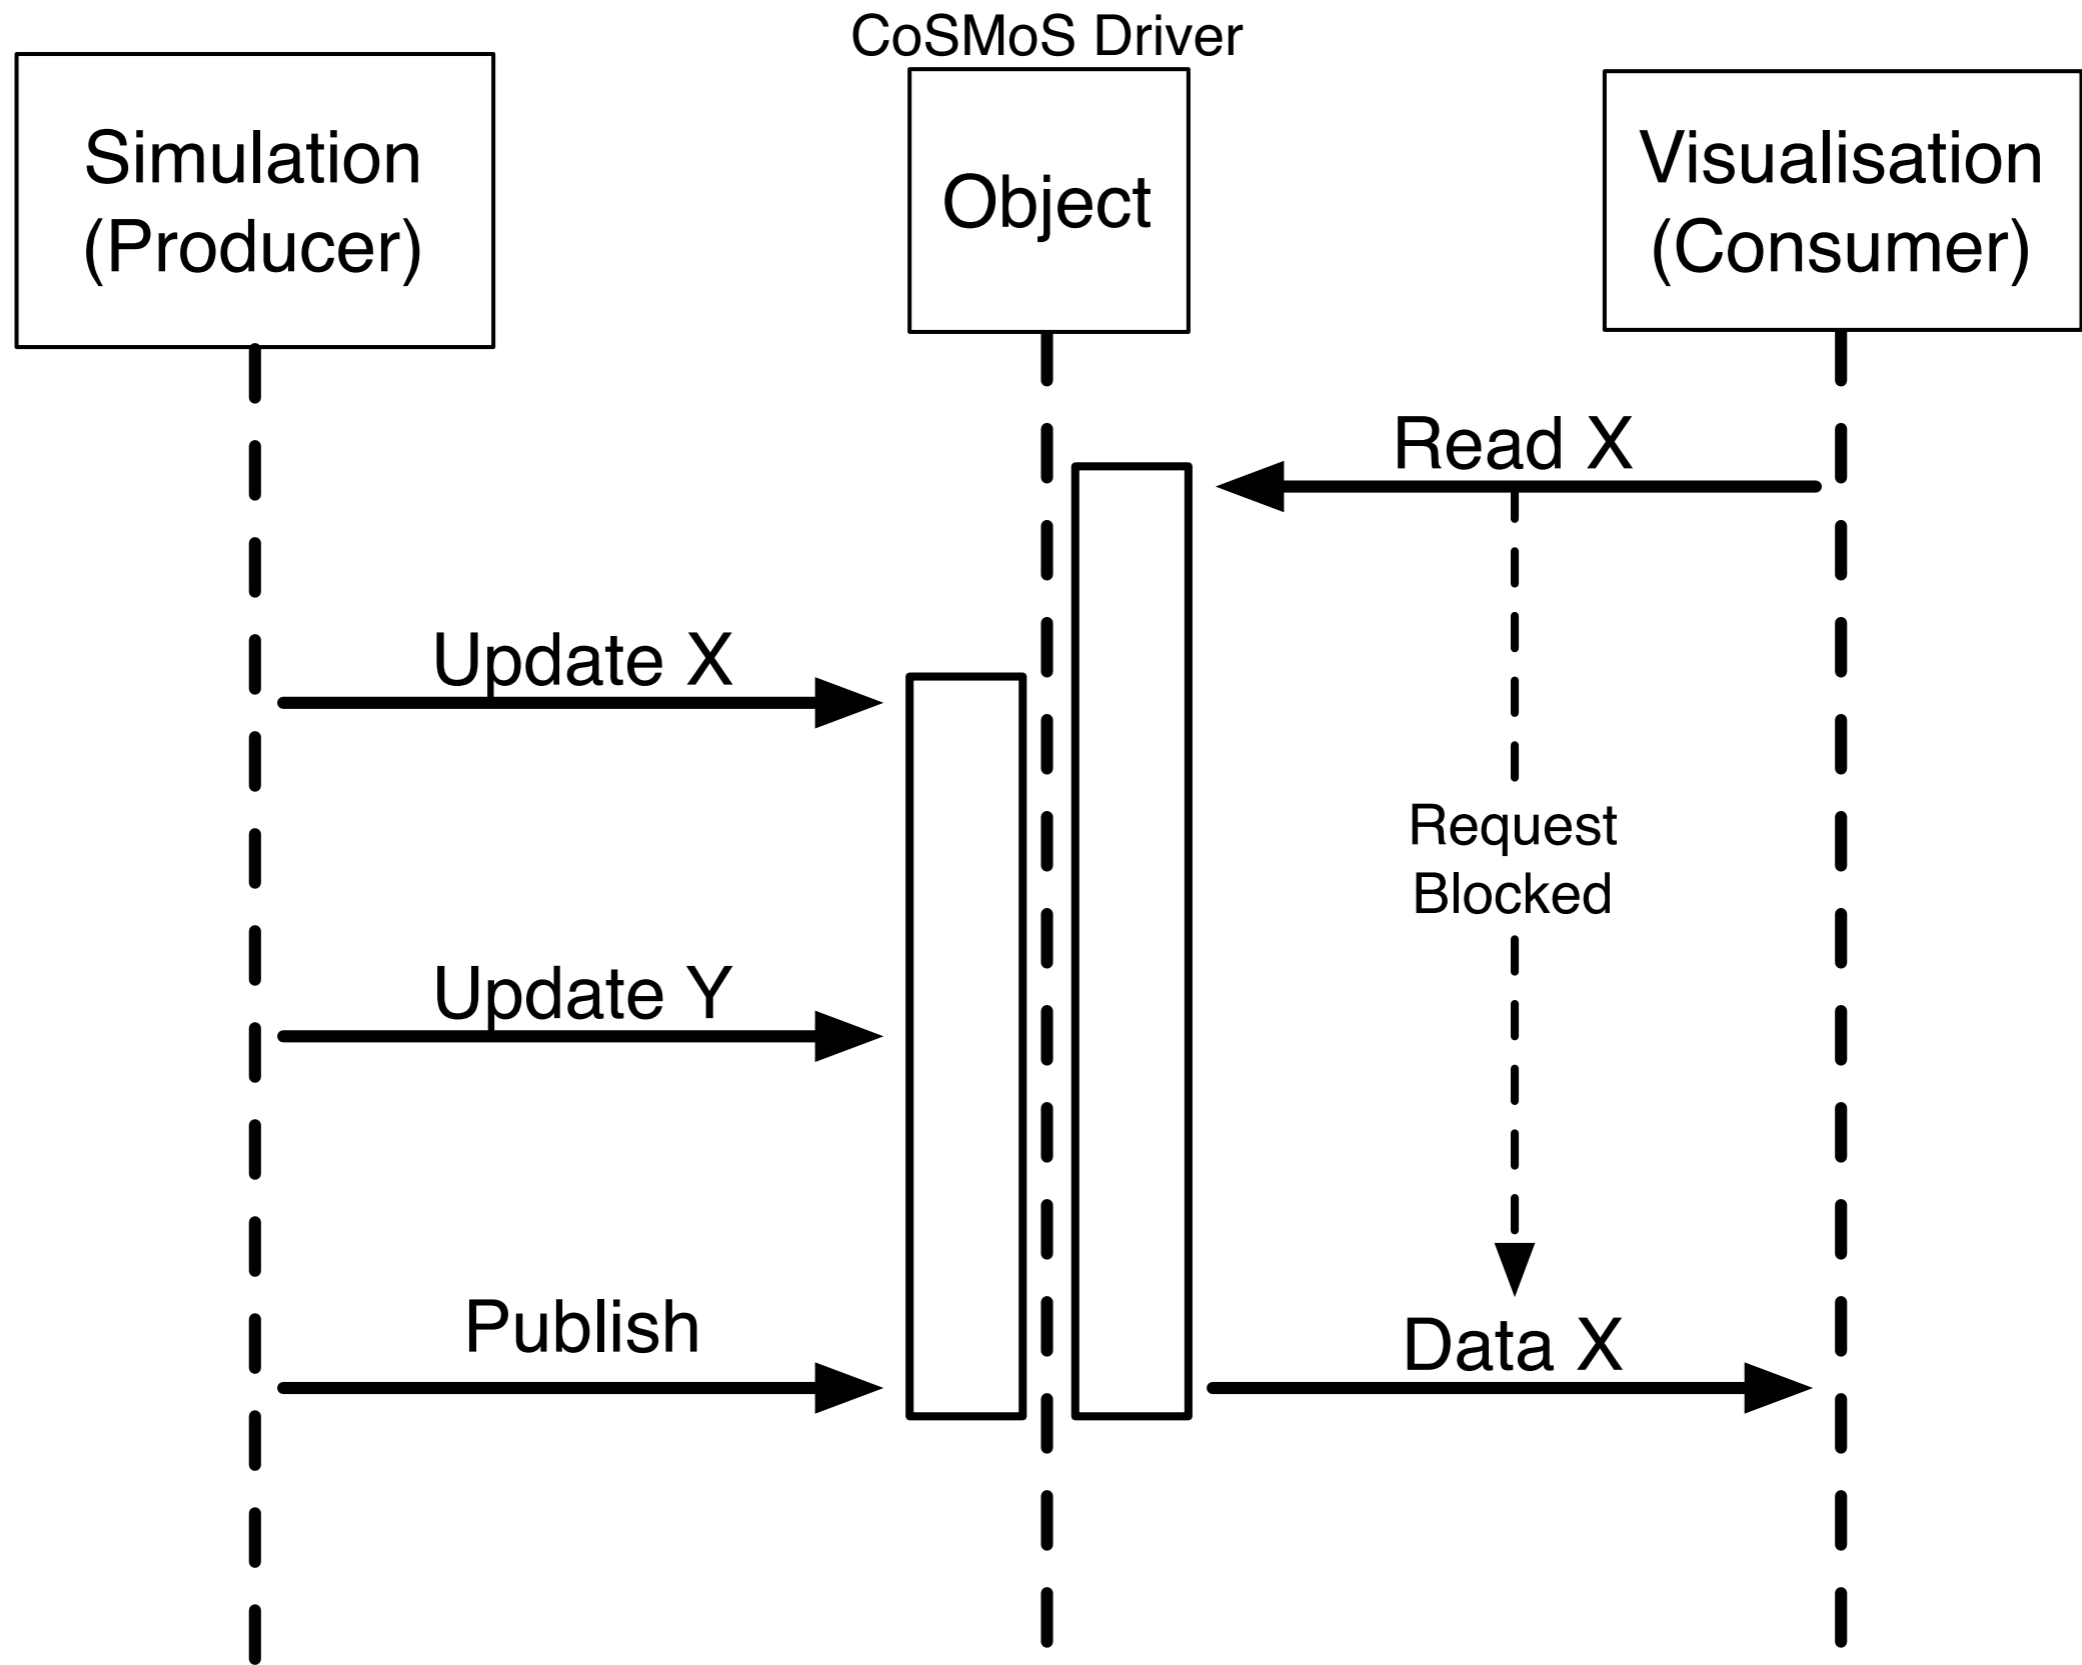 CoSMoS Driver
Simulation
(Producer)
Object
Visualisation
(Consumer)
Read X
Update X
Request
Blocked
Update Y
Publish
Data X